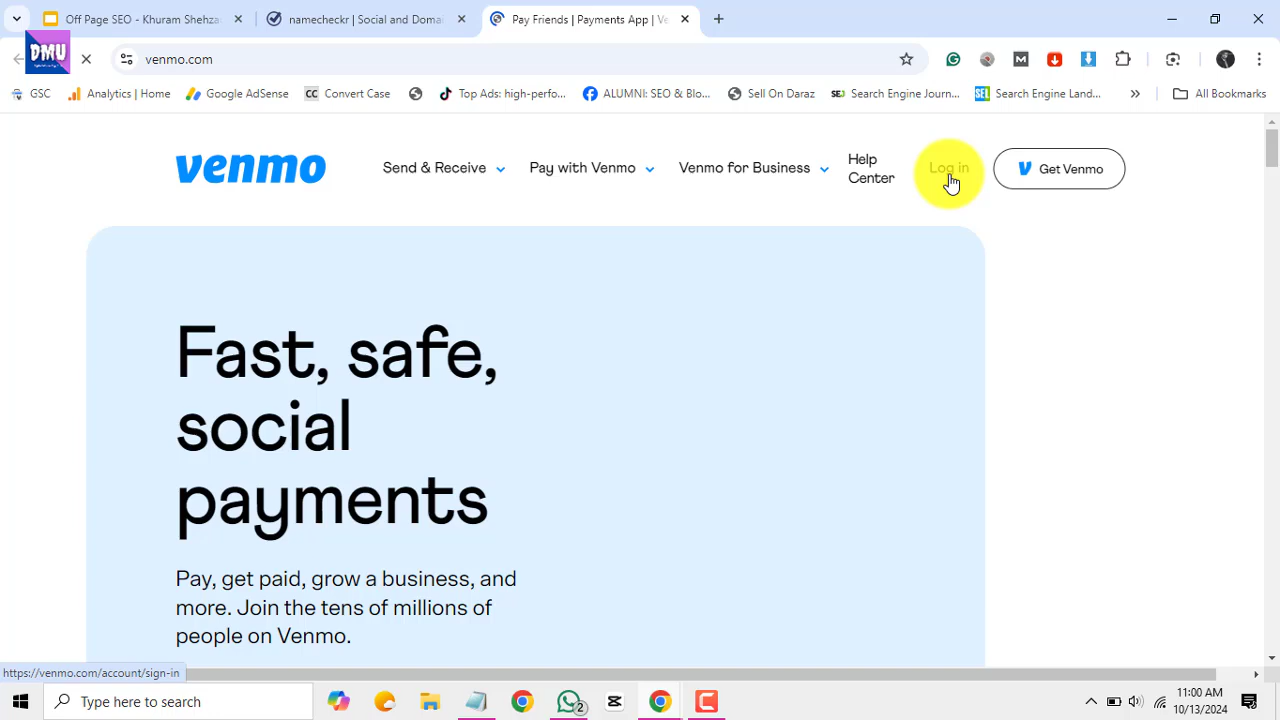 Off Page SEO - Khuram Shehza
namecheckr | Social and Doma
Pay Friends | Payments App | Ve
DMU
venmo.com
GSC
Analytics | Home
Google AdSense
CC Convert Case
Top Ads: high-perfo...
ALUMNI: SEO & Blo...
Sell On Daraz
SEJ Search Engine Journ...
SEL Search Engine Land...
All Bookmarks
venmo
Send & Receive
Pay with Venmo
Venmo for Business
Help
Center
Log in
Get Venmo
Fast, safe,
social
payments
Pay, get paid, grow a business, and
more. Join the tens of millions of
people on Venmo.
https://venmo.com/account/sign-in
Type here to search
2
11:00 AM
10/13/2024